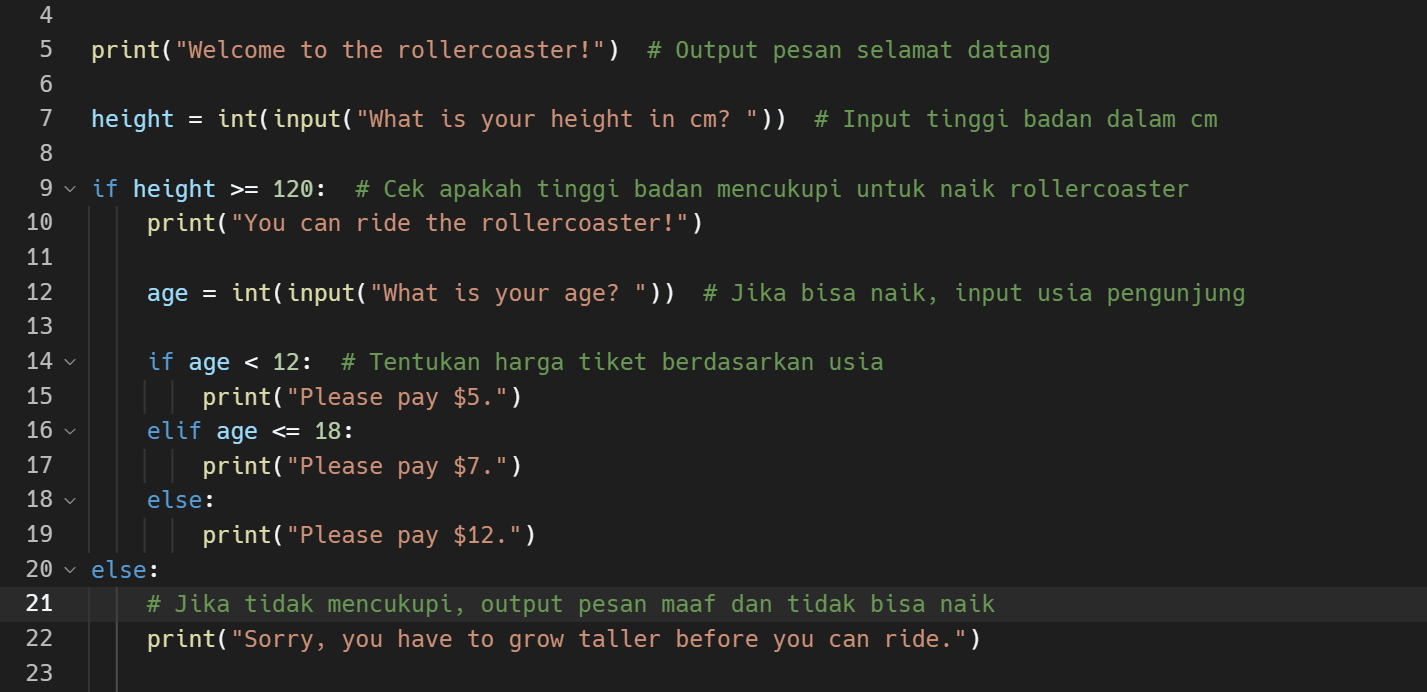 4
5 print("Welcome to the rollercoaster!")  # Output pesan selamat datang
6
7 height = int(input("What is your height in cm? "))  # Input tinggi badan dalam cm
8
9 if height >= 120:  # Cek apakah tinggi badan mencukupi untuk naik rollercoaster
10     print("You can ride the rollercoaster!")
11
12     age = int(input("What is your age? "))  # Jika bisa naik, input usia pengunjung
13
14     if age < 12:  # Tentukan harga tiket berdasarkan usia
15         print("Please pay $5.")
16     elif age <= 18:
17         print("Please pay $7.")
18     else:
19         print("Please pay $12.")
20 else:
21     # Jika tidak mencukupi, output pesan maaf dan tidak bisa naik
22     print("Sorry, you have to grow taller before you can ride.")
23